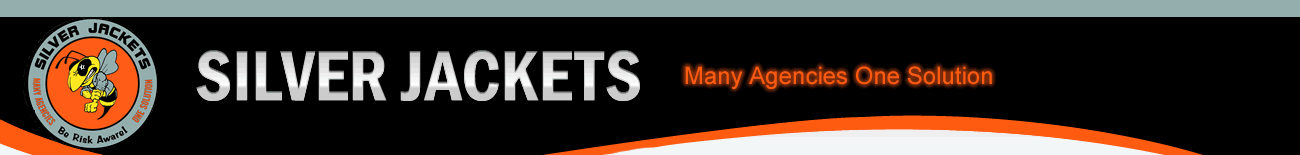 SILVER JACKETS
MANY AGENCIES
ONE SOLUTION
Be Risk Aware!
SILVER JACKETS
Many Agencies One Solution